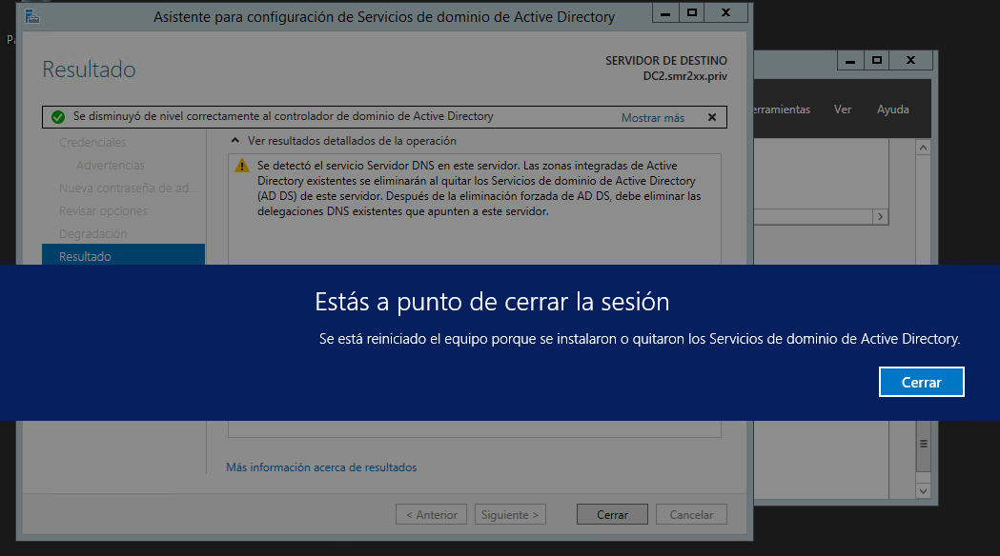 Asistente para configuración de Servicios de dominio de Active Directory
Resultado
SERVIDOR DE DESTINO
DC2.smr2xx.priv
Se disminuyó de nivel correctamente al controlador de dominio de Active Directory
Mostrar más
Credenciales
Advertencias
Nueva contraseña de ad...
Revisar opciones
Degradación
Resultado
Ver resultados detallados de la operación
Se detectó el servicio Servidor DNS en este servidor. Las zonas integradas de Active
Directory existentes se eliminarán al quitar los Servicios de dominio de Active Directory
(AD DS) de este servidor. Después de la eliminación forzada de AD DS, debe eliminar las
delegaciones DNS existentes que apunten a este servidor.
erramientas Ver Ayuda
Estás a punto de cerrar la sesión
Se está reiniciado el equipo porque se instalaron o quitaron los Servicios de dominio de Active Directory.
Cerrar
Más información acerca de resultados
< Anterior Siguiente > Cerrar Cancelar